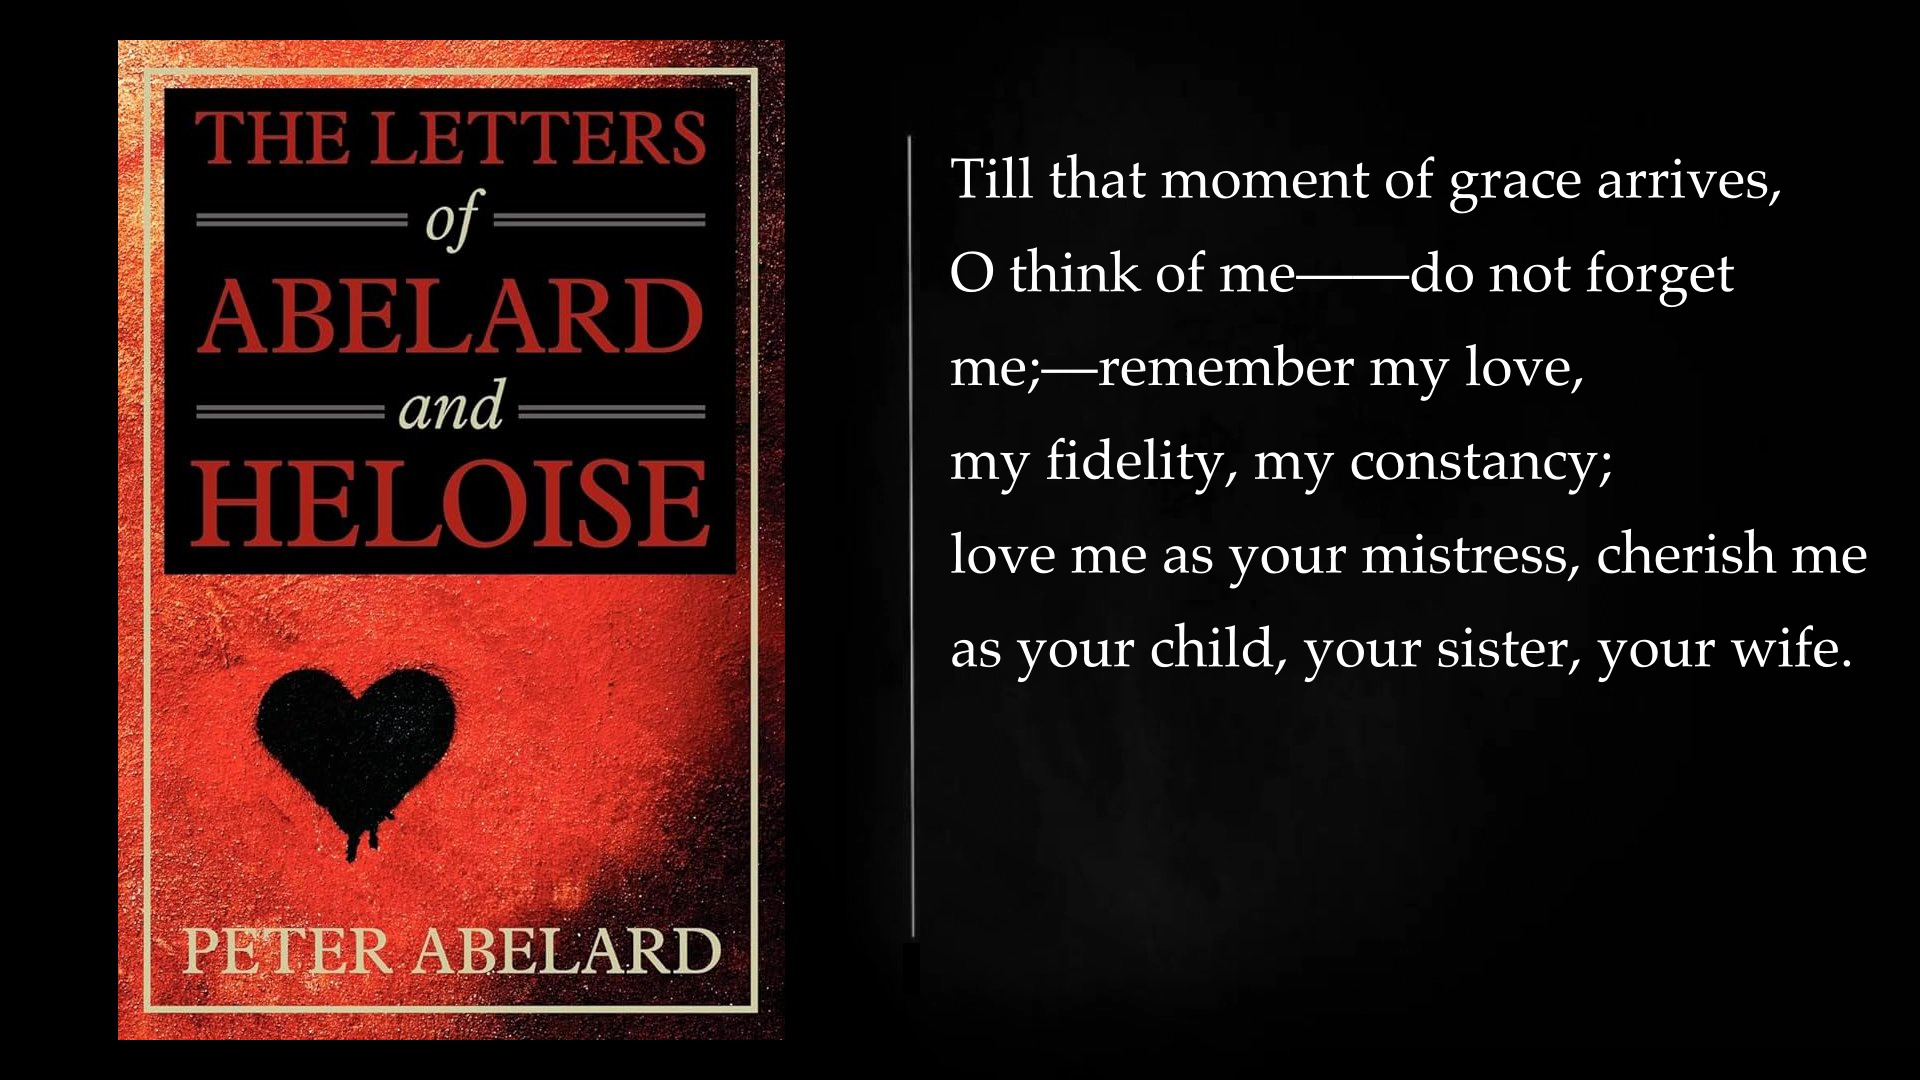 THE LETTERS
of
ABELARD
and
HELOISE
PETER ABELARD
Till that moment of grace arrives,
O think of me——do not forget
me;—remember my love,
my fidelity, my constancy;
love me as your mistress, cherish me
as your child, your sister, your wife.